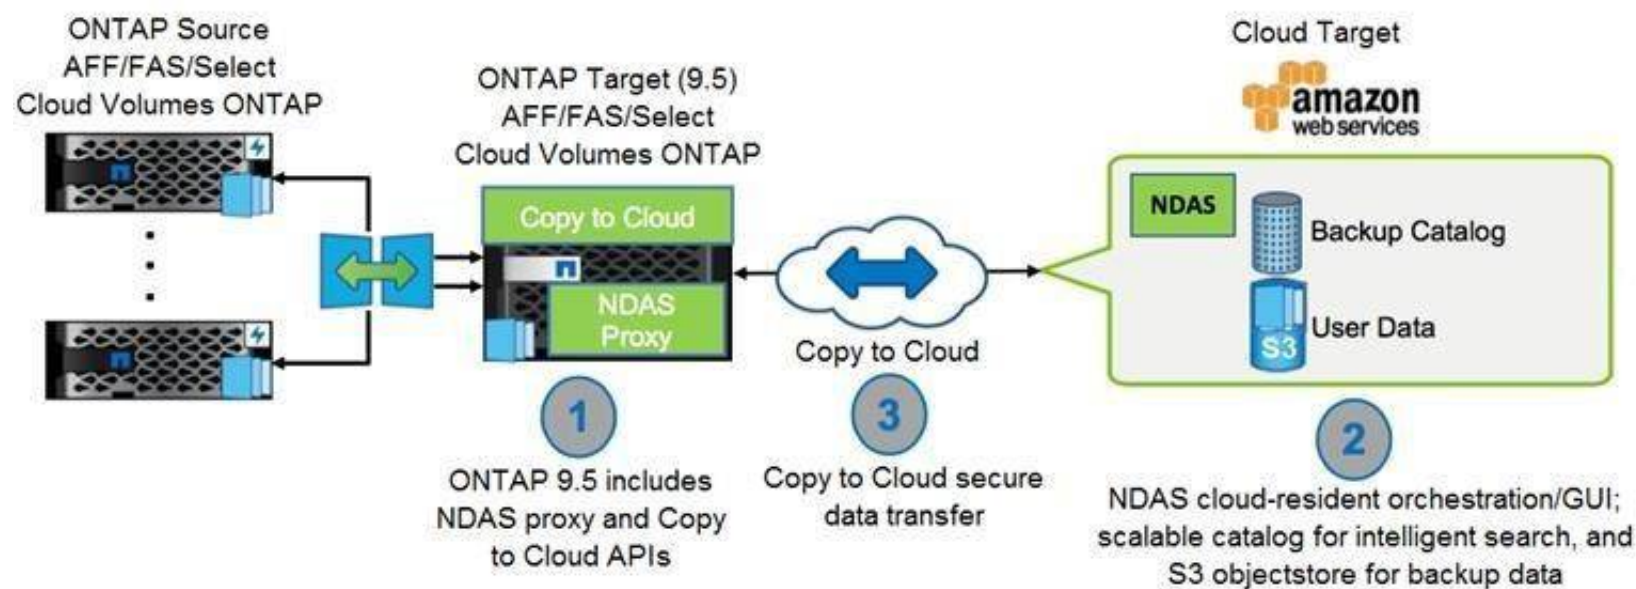 ONTAP Source
AFF/FAS/Select
Cloud Volumes ONTAP
ONTAP Target (9.5)
AFF/FAS/Select
Cloud Volumes ONTAP
Copy to Cloud
NDAS
Proxy
1
ONTAP 9.5 includes
NDAS proxy and Copy
to Cloud APIs
Copy to Cloud
3
Copy to Cloud secure
data transfer
Cloud Target
amazon
web services
NDAS
Backup Catalog
User Data
S3
2
NDAS cloud-resident orchestration/GUI;
scalable catalog for intelligent search, and
S3 objectstore for backup data